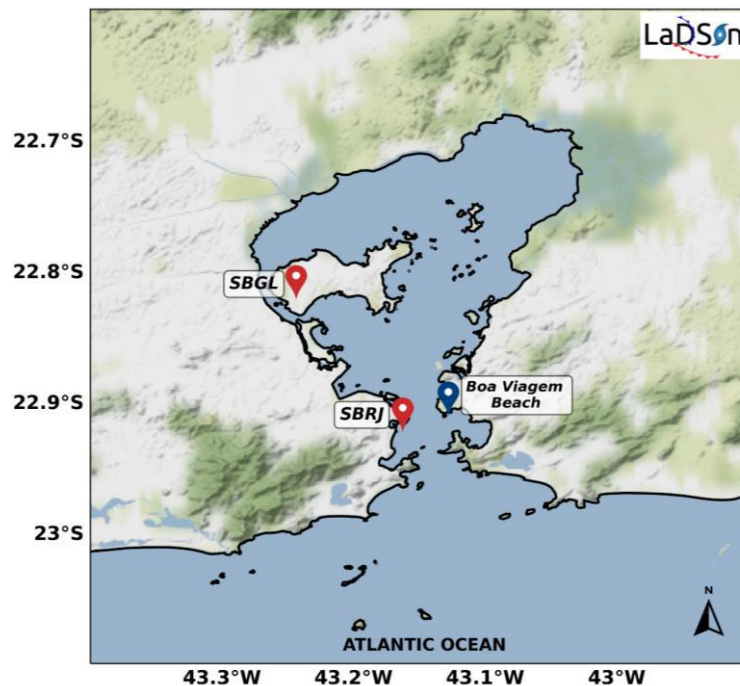 LaDSin
22.7°S
22.8°S
SBGL
22.9°S
Boa Viagem
Beach
SBRJ
23°S
N
ATLANTIC OCEAN
43.3°W 43.2°W 43.1°W 43°W